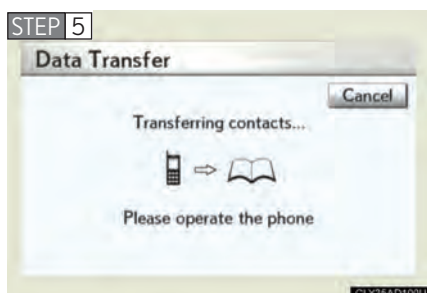 STEP 5
Data Transfer
Cancel
Transferring contacts...
Please operate the phone